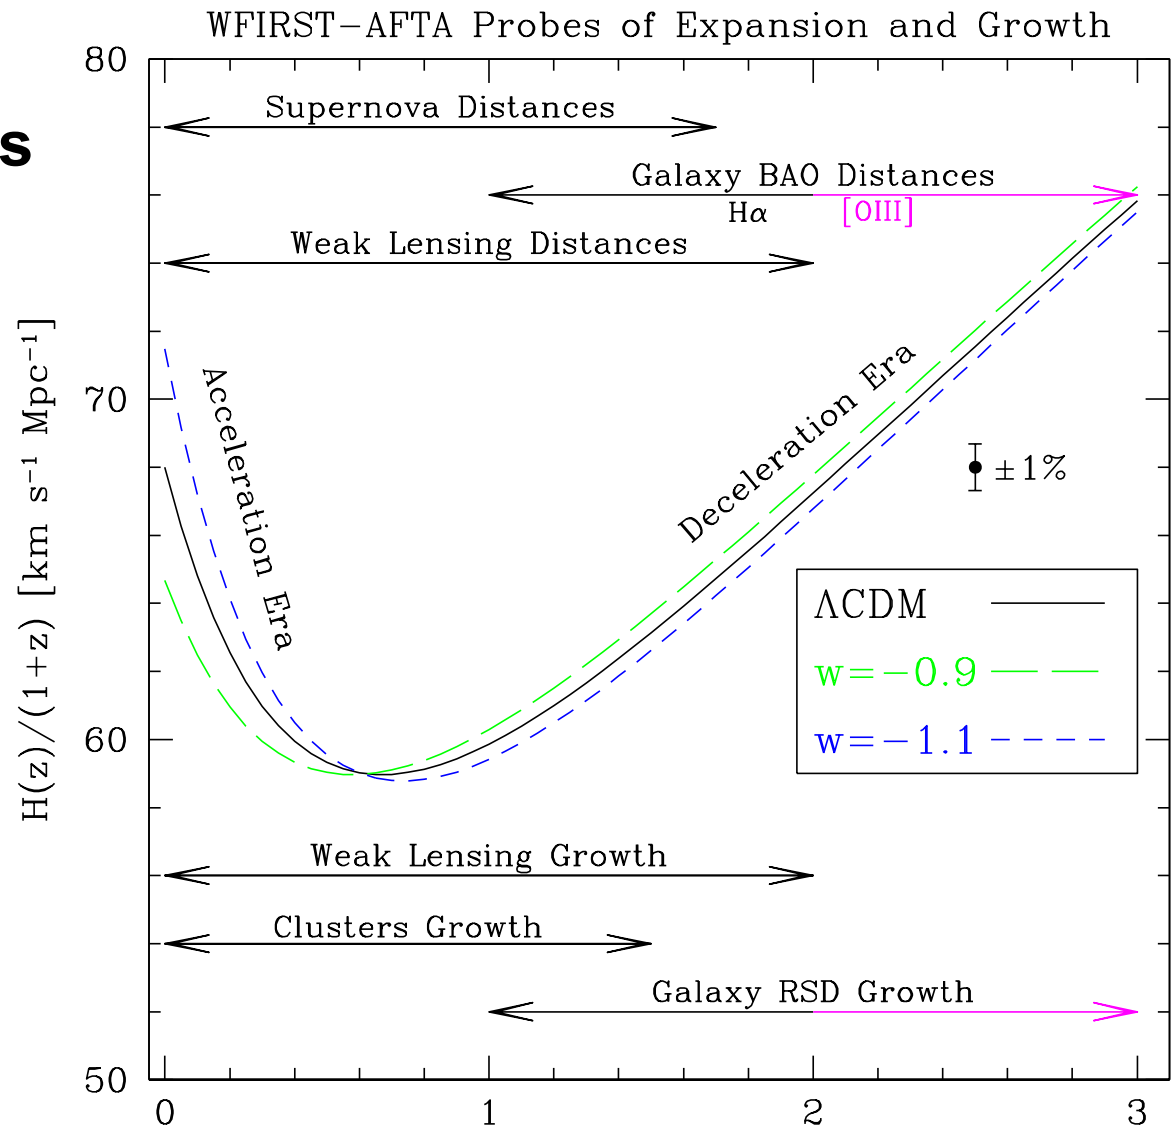 WFIRST-AFTA Probes of Expansion and Growth
s
80
Supernova Distances
Galaxy BAO Distances
Hα [OIII]
Weak Lensing Distances
H(z)/(1+z) [km s⁻¹ Mpc⁻¹]
70
Acceleration Era
Deceleration Era
±1%
ΛCDM
w=−0.9
w=−1.1
60
Weak Lensing Growth
Clusters Growth
Galaxy RSD Growth
50
0 1 2 3